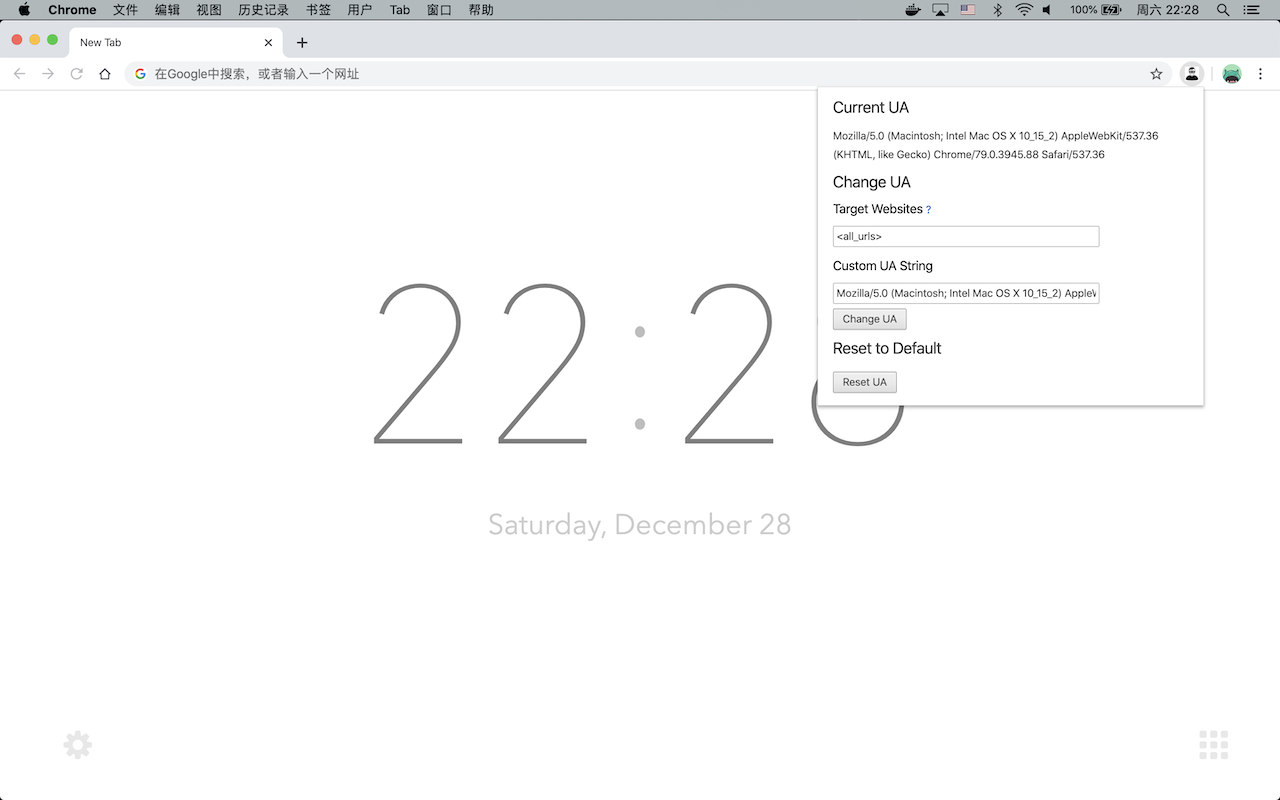 Chrome 文件 编辑 视图 历史记录 书签 用户 Tab 窗口 帮助 100% 周六 22:28
New Tab
在Google中搜索，或者输入一个网址
Current UA
Mozilla/5.0 (Macintosh; Intel Mac OS X 10_15_2) AppleWebKit/537.36
(KHTML, like Gecko) Chrome/79.0.3945.88 Safari/537.36
Change UA
Target Websites ?
<all_urls>
Custom UA String
Mozilla/5.0 (Macintosh; Intel Mac OS X 10_15_2) Apple
Change UA
Reset to Default
Reset UA
22:28
Saturday, December 28